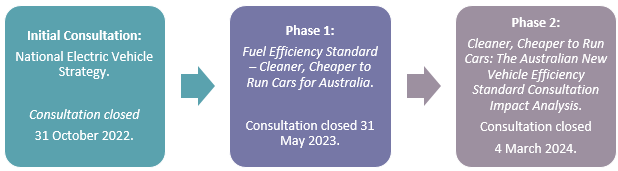 Initial Consultation:
National Electric Vehicle
Strategy.
Consultation closed
31 October 2022.
Phase 1:
Fuel Efficiency Standard
– Cleaner, Cheaper to
Run Cars for Australia.
Consultation closed 31
May 2023.
Phase 2:
Cleaner, Cheaper to Run
Cars: The Australian New
Vehicle Efficiency
Standard Consultation
Impact Analysis.
Consultation closed
4 March 2024.